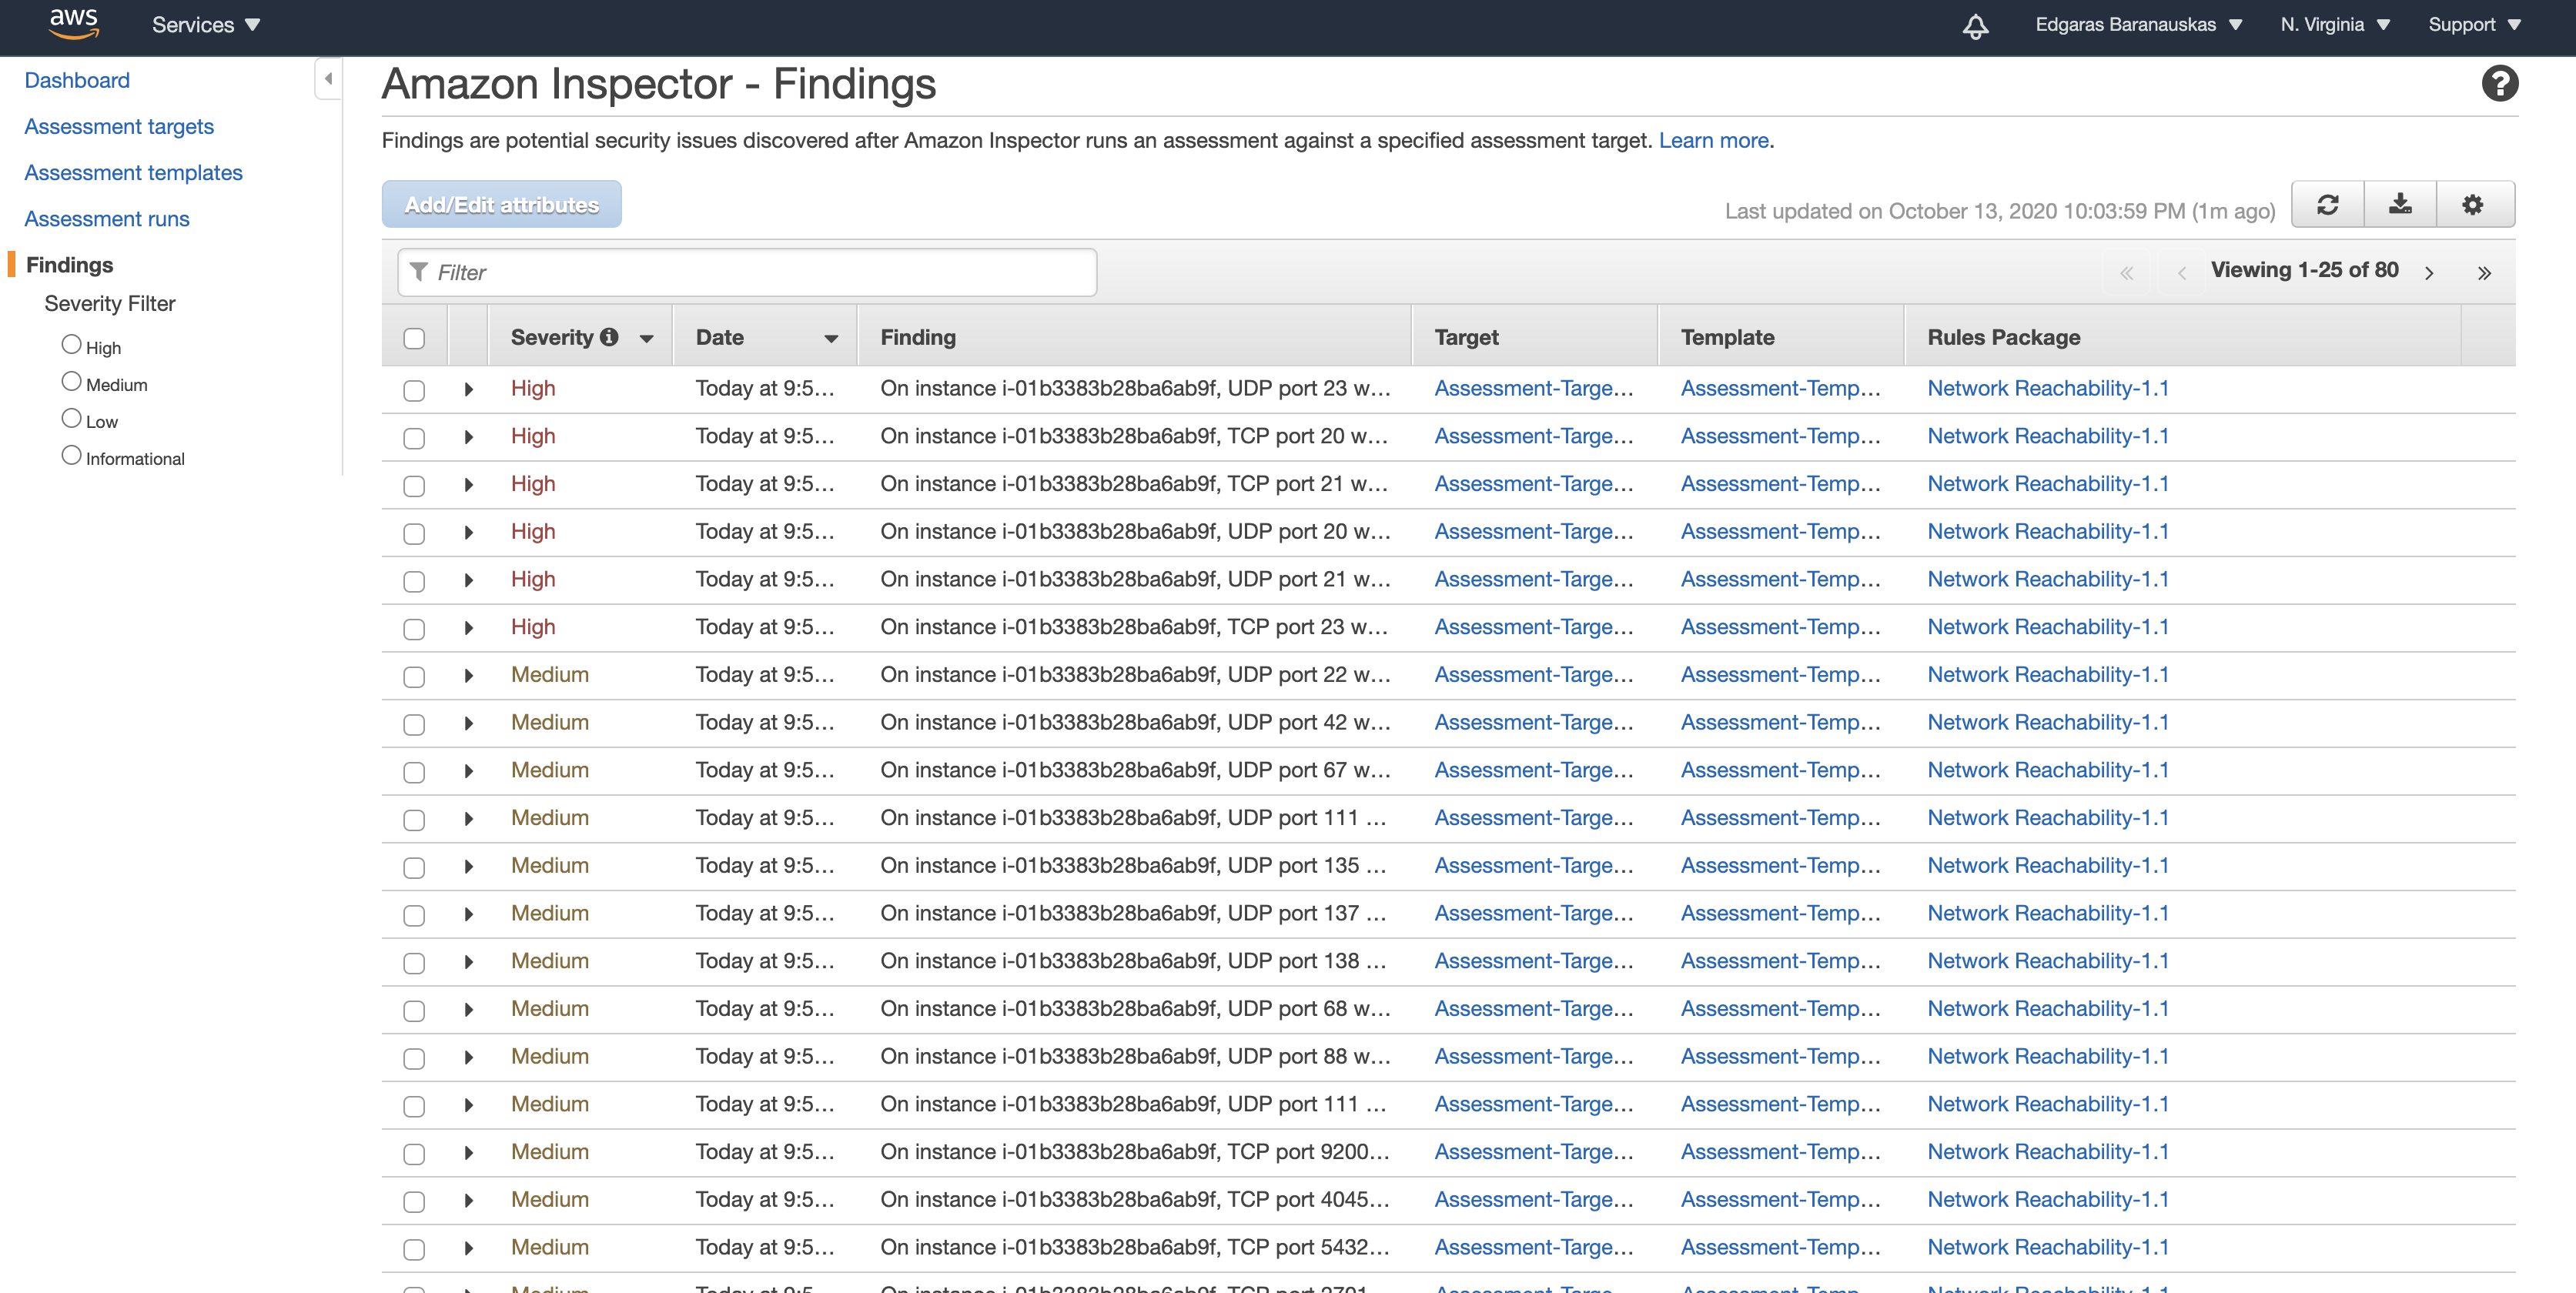 aws
Services
Edgaras Baranauskas
N. Virginia
Support
Dashboard
Assessment targets
Assessment templates
Assessment runs
Findings
Severity Filter
High
Medium
Low
Informational
Amazon Inspector - Findings
Findings are potential security issues discovered after Amazon Inspector runs an assessment against a specified assessment target. Learn more.
Add/Edit attributes
Last updated on October 13, 2020 10:03:59 PM (1m ago)
Filter
Viewing 1-25 of 80
Severity Date Finding Target Template Rules Package
High Today at 9:5... On instance i-01b3383b28ba6ab9f, UDP port 23 w... Assessment-Targe... Assessment-Temp... Network Reachability-1.1
High Today at 9:5... On instance i-01b3383b28ba6ab9f, TCP port 20 w... Assessment-Targe... Assessment-Temp... Network Reachability-1.1
High Today at 9:5... On instance i-01b3383b28ba6ab9f, TCP port 21 w... Assessment-Targe... Assessment-Temp... Network Reachability-1.1
High Today at 9:5... On instance i-01b3383b28ba6ab9f, UDP port 20 w... Assessment-Targe... Assessment-Temp... Network Reachability-1.1
High Today at 9:5... On instance i-01b3383b28ba6ab9f, UDP port 21 w... Assessment-Targe... Assessment-Temp... Network Reachability-1.1
High Today at 9:5... On instance i-01b3383b28ba6ab9f, TCP port 23 w... Assessment-Targe... Assessment-Temp... Network Reachability-1.1
Medium Today at 9:5... On instance i-01b3383b28ba6ab9f, UDP port 22 w... Assessment-Targe... Assessment-Temp... Network Reachability-1.1
Medium Today at 9:5... On instance i-01b3383b28ba6ab9f, UDP port 42 w... Assessment-Targe... Assessment-Temp... Network Reachability-1.1
Medium Today at 9:5... On instance i-01b3383b28ba6ab9f, UDP port 67 w... Assessment-Targe... Assessment-Temp... Network Reachability-1.1
Medium Today at 9:5... On instance i-01b3383b28ba6ab9f, UDP port 111 ... Assessment-Targe... Assessment-Temp... Network Reachability-1.1
Medium Today at 9:5... On instance i-01b3383b28ba6ab9f, UDP port 135 ... Assessment-Targe... Assessment-Temp... Network Reachability-1.1
Medium Today at 9:5... On instance i-01b3383b28ba6ab9f, UDP port 137 ... Assessment-Targe... Assessment-Temp... Network Reachability-1.1
Medium Today at 9:5... On instance i-01b3383b28ba6ab9f, UDP port 138 ... Assessment-Targe... Assessment-Temp... Network Reachability-1.1
Medium Today at 9:5... On instance i-01b3383b28ba6ab9f, UDP port 68 w... Assessment-Targe... Assessment-Temp... Network Reachability-1.1
Medium Today at 9:5... On instance i-01b3383b28ba6ab9f, UDP port 88 w... Assessment-Targe... Assessment-Temp... Network Reachability-1.1
Medium Today at 9:5... On instance i-01b3383b28ba6ab9f, UDP port 111 ... Assessment-Targe... Assessment-Temp... Network Reachability-1.1
Medium Today at 9:5... On instance i-01b3383b28ba6ab9f, TCP port 9200... Assessment-Targe... Assessment-Temp... Network Reachability-1.1
Medium Today at 9:5... On instance i-01b3383b28ba6ab9f, TCP port 4045... Assessment-Targe... Assessment-Temp... Network Reachability-1.1
Medium Today at 9:5... On instance i-01b3383b28ba6ab9f, TCP port 5432... Assessment-Targe... Assessment-Temp... Network Reachability-1.1